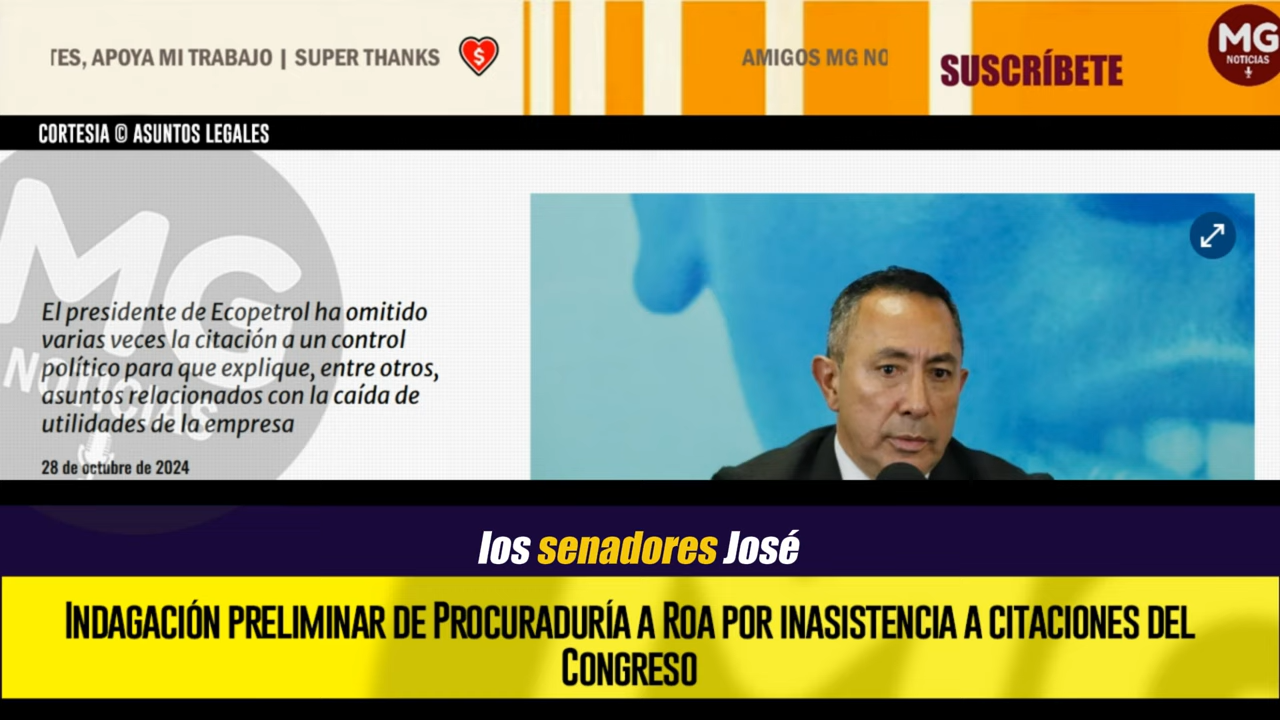 TES, APOYA MI TRABAJO | SUPER THANKS
$
AMIGOS MG NO
SUSCRÍBETE
MG
NOTICIAS
CORTESIA © ASUNTOS LEGALES
MG
NOTICIAS
El presidente de Ecopetrol ha omitido
varias veces la citación a un control
político para que explique, entre otros,
asuntos relacionados con la caída de
utilidades de la empresa
28 de octubre de 2024
los senadores José
INDAGACIÓN PRELIMINAR DE PROCURADURÍA A ROA POR INASISTENCIA A CITACIONES DEL
CONGRESO